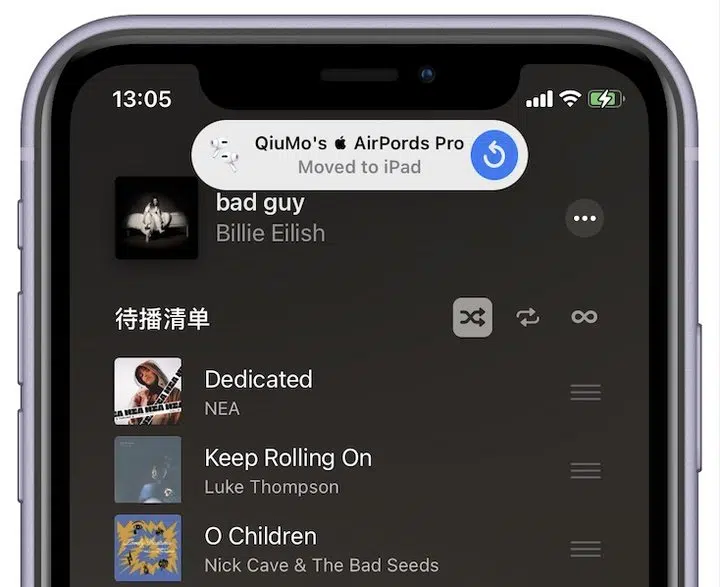 13:05
QiuMo's  AirPords Pro
Moved to iPad
bad guy
Billie Eilish
待播清单
Dedicated
NEA
Keep Rolling On
Luke Thompson
O Children
Nick Cave & The Bad Seeds